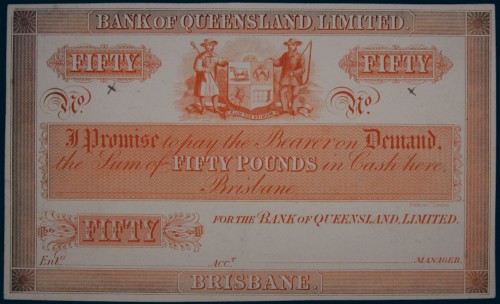 BANK OF QUEENSLAND, LIMITED.
FIFTY
FIFTY
No.
No.
I Promise to pay the Bearer on Demand,
the Sum of FIFTY POUNDS in Cash here,
Brisbane
FOR THE BANK OF QUEENSLAND, LIMITED.
FIFTY
Entd.
Acct.
MANAGER.
BRISBANE.